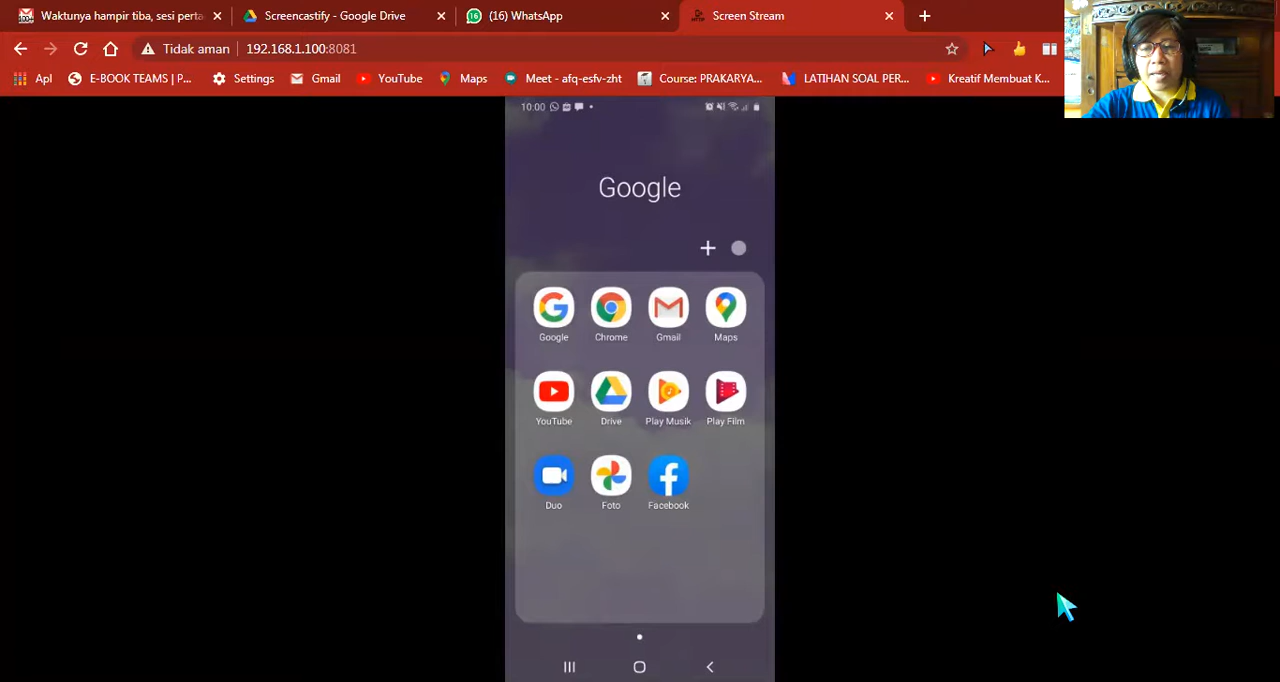 Waktunya hampir tiba, sesi perta
Screencastify - Google Drive
(16) WhatsApp
Screen Stream
Tidak aman
192.168.1.100:8081
Apl
E-BOOK TEAMS | P...
Settings
Gmail
YouTube
Maps
Meet - afq-esfv-zht
Course: PRAKARYA...
LATIHAN SOAL PER...
Kreatif Membuat K...
10:00
Google
Google
Chrome
Gmail
Maps
YouTube
Drive
Play Musik
Play Film
Duo
Foto
Facebook